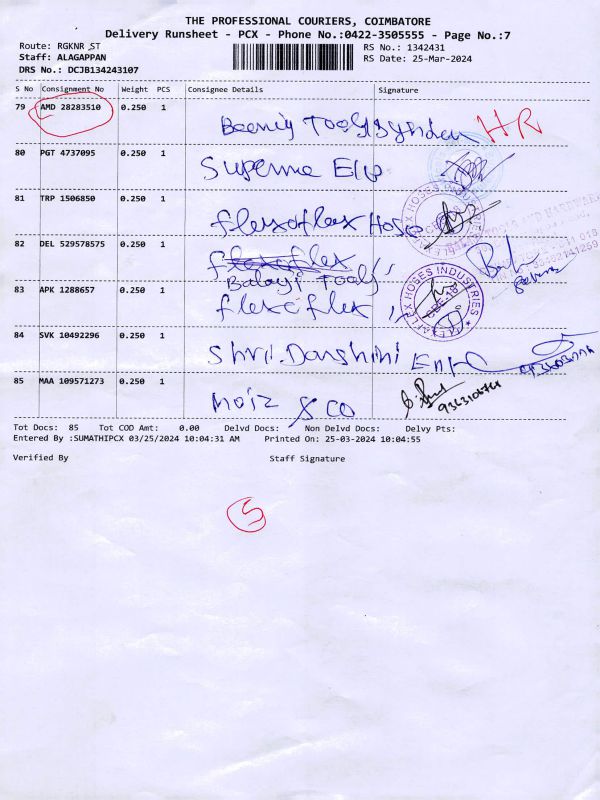 THE PROFESSIONAL COURIERS, COIMBATORE
Delivery Runsheet - PCX - Phone No.:0422-3505555 - Page No.:7
Route: RGKNR ST RS No.: 1342431
Staff: ALAGAPPAN RS Date: 25-Mar-2024
DRS No.: DCJB134243107
S No Consignment No Weight PCS Consignee Details Signature
79 AMD 28283510 0.250 1 HR
80 PGT 4737095 0.250 1
81 TRP 1506850 0.250 1 flexoflex Hose
82 DEL 529578575 0.250 1 flexoflex
Balaji Tools
83 APK 1288657 0.250 1 flexoflex
HOSES INDUSTRIES
CBE-18
84 SVK 10492296 0.250 1 Shri Darshini
85 MAA 109571273 0.250 1 Moiz & CO
Tot Docs: 85 Tot COD Amt: 0.00 Delvd Docs: Non Delvd Docs: Delvy Pts:
Entered By :SUMATHIPCX 03/25/2024 10:04:31 AM Printed On: 25-03-2024 10:04:55
Verified By Staff Signature
5